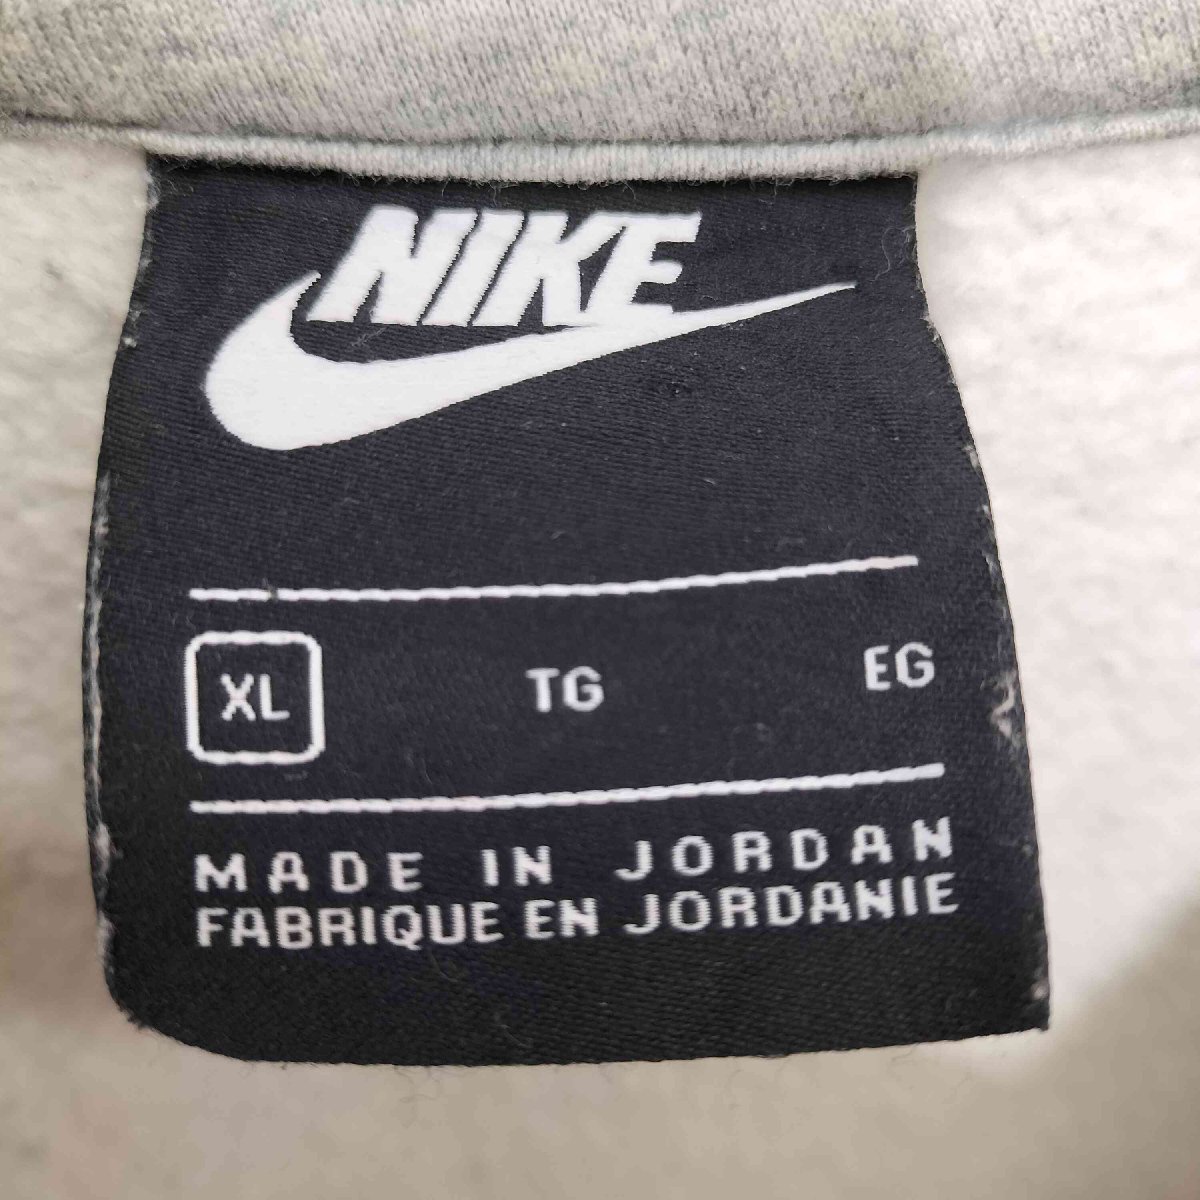 NIKE
XL TG EG
MADE IN JORDAN
FABRIQUE EN JORDANIE